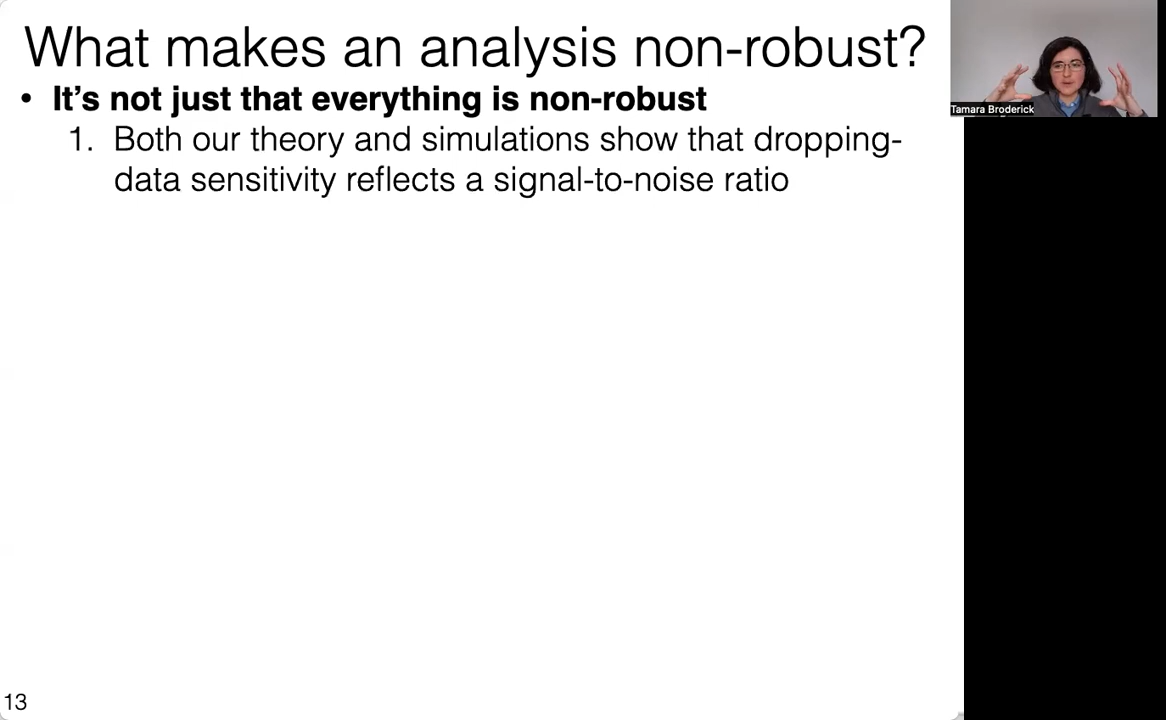 What makes an analysis non-robust?
• It’s not just that everything is non-robust
1. Both our theory and simulations show that dropping-
data sensitivity reflects a signal-to-noise ratio
Tamara Broderick
13